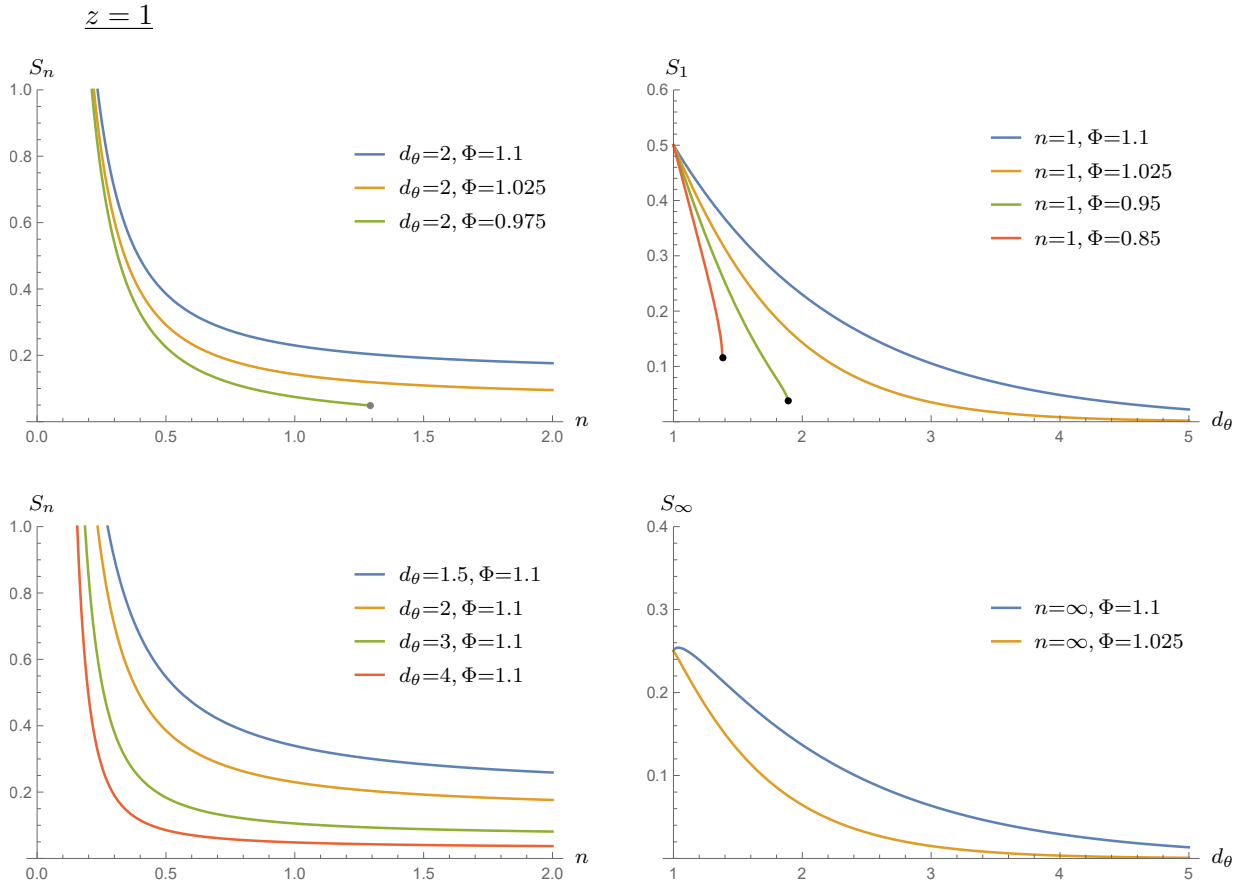 z = 1
S_n
1.0
0.8
0.6
0.4
0.2
0.0 0.5 1.0 1.5 2.0 n
d_θ=2, Φ=1.1
d_θ=2, Φ=1.025
d_θ=2, Φ=0.975
S_1
0.6
0.5
0.4
0.3
0.2
0.1
1 2 3 4 5 d_θ
n=1, Φ=1.1
n=1, Φ=1.025
n=1, Φ=0.95
n=1, Φ=0.85
S_n
1.0
0.8
0.6
0.4
0.2
0.0 0.5 1.0 1.5 2.0 n
d_θ=1.5, Φ=1.1
d_θ=2, Φ=1.1
d_θ=3, Φ=1.1
d_θ=4, Φ=1.1
S_∞
0.4
0.3
0.2
0.1
1 2 3 4 5 d_θ
n=∞, Φ=1.1
n=∞, Φ=1.025